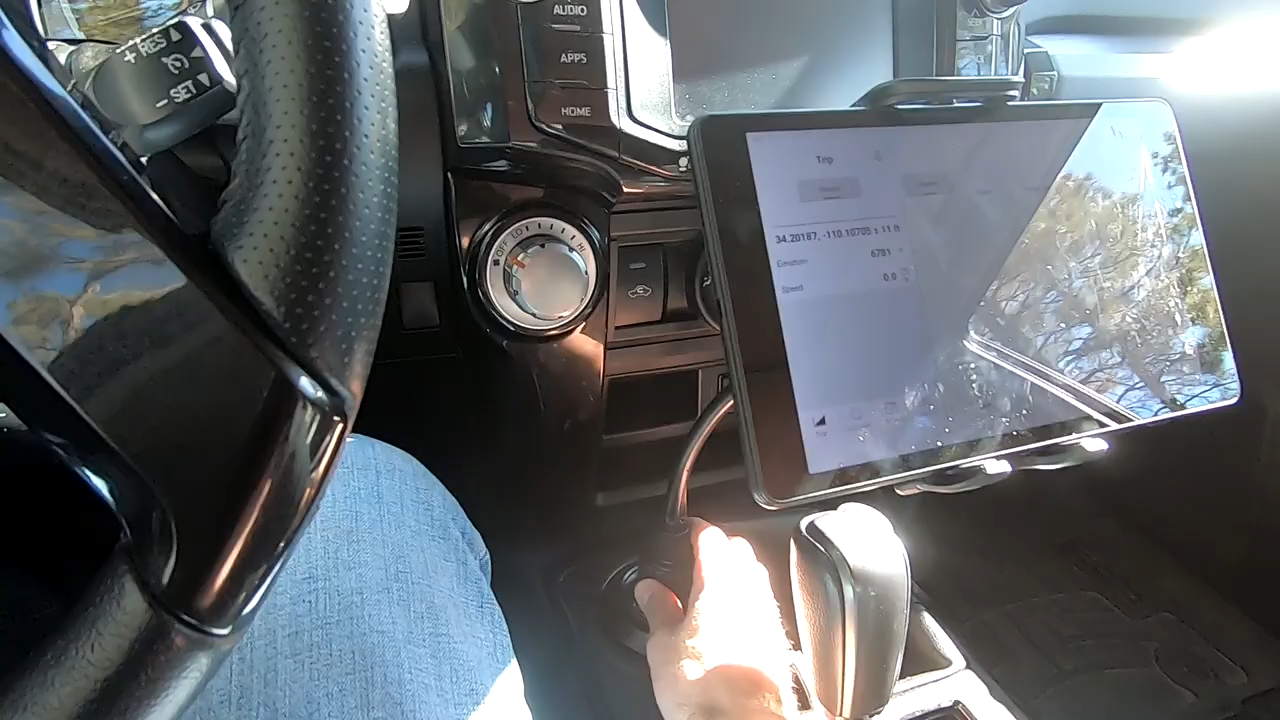 + RES
- SET
AUDIO
APPS
HOME
OFF LO HI
Trip
34.20187, -110.10705 ± 11 ft
Elevation 6791
Speed 0.0